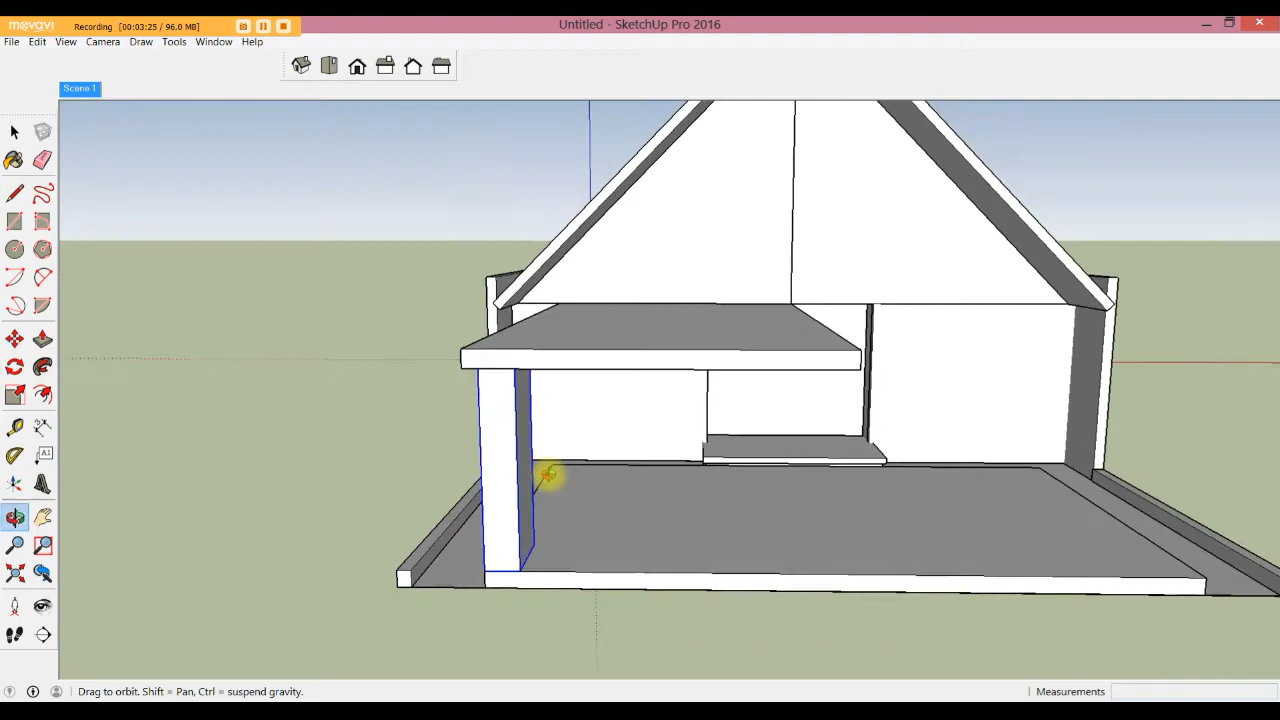 movavi Recording [00:03:25 / 96.0 MB]
Untitled - SketchUp Pro 2016
File Edit View Camera Draw Tools Window Help
Scene 1
A1
Drag to orbit. Shift = Pan, Ctrl = suspend gravity.
Measurements